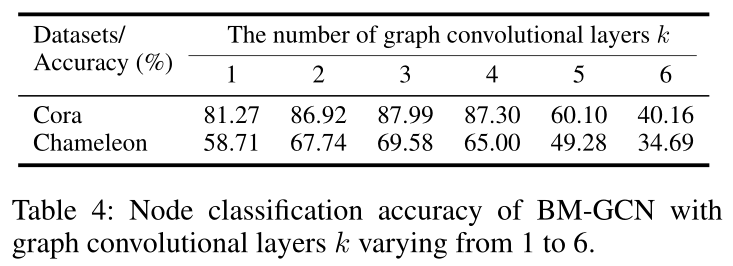 Datasets/ The number of graph convolutional layers k
Accuracy (%) 1 2 3 4 5 6
Cora 81.27 86.92 87.99 87.30 60.10 40.16
Chameleon 58.71 67.74 69.58 65.00 49.28 34.69
Table 4: Node classification accuracy of BM-GCN with
graph convolutional layers k varying from 1 to 6.